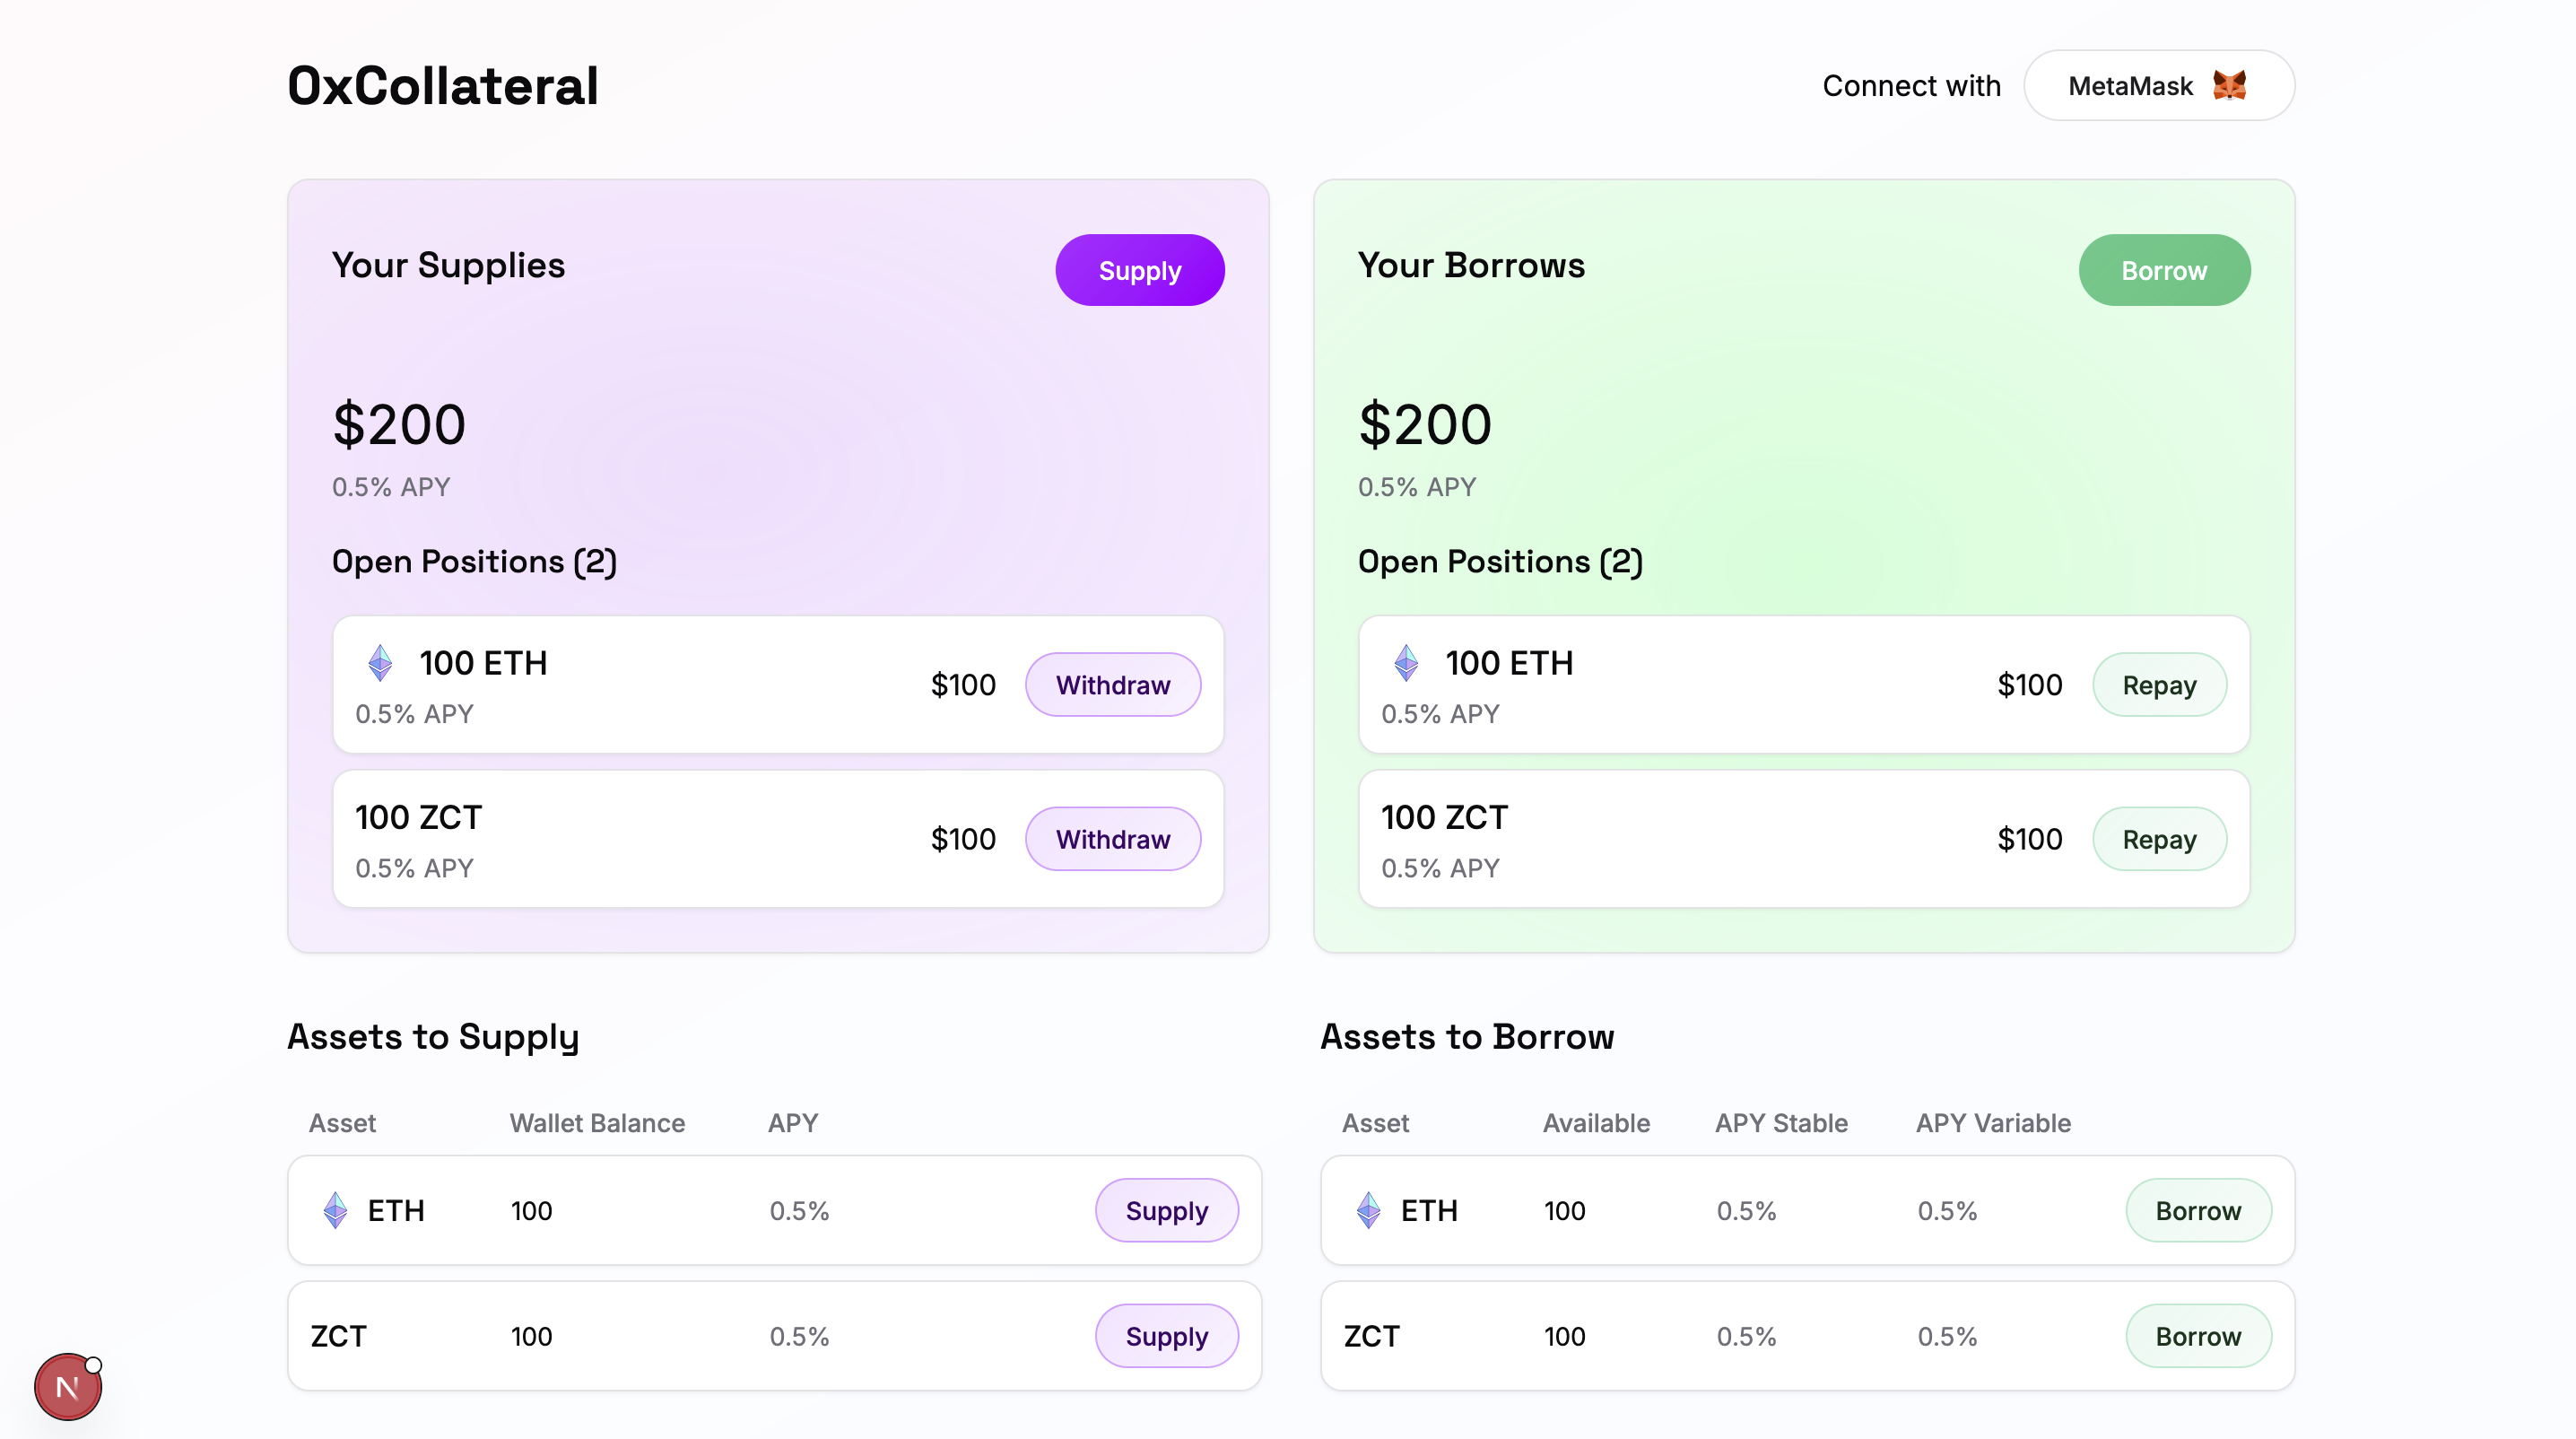 0xCollateral
Connect with MetaMask
Your Supplies
Supply
$200
0.5% APY
Open Positions (2)
100 ETH
0.5% APY
$100
Withdraw
100 ZCT
0.5% APY
$100
Withdraw
Your Borrows
Borrow
$200
0.5% APY
Open Positions (2)
100 ETH
0.5% APY
$100
Repay
100 ZCT
0.5% APY
$100
Repay
Assets to Supply
Asset Wallet Balance APY
ETH 100 0.5% Supply
ZCT 100 0.5% Supply
Assets to Borrow
Asset Available APY Stable APY Variable
ETH 100 0.5% 0.5% Borrow
ZCT 100 0.5% 0.5% Borrow
N